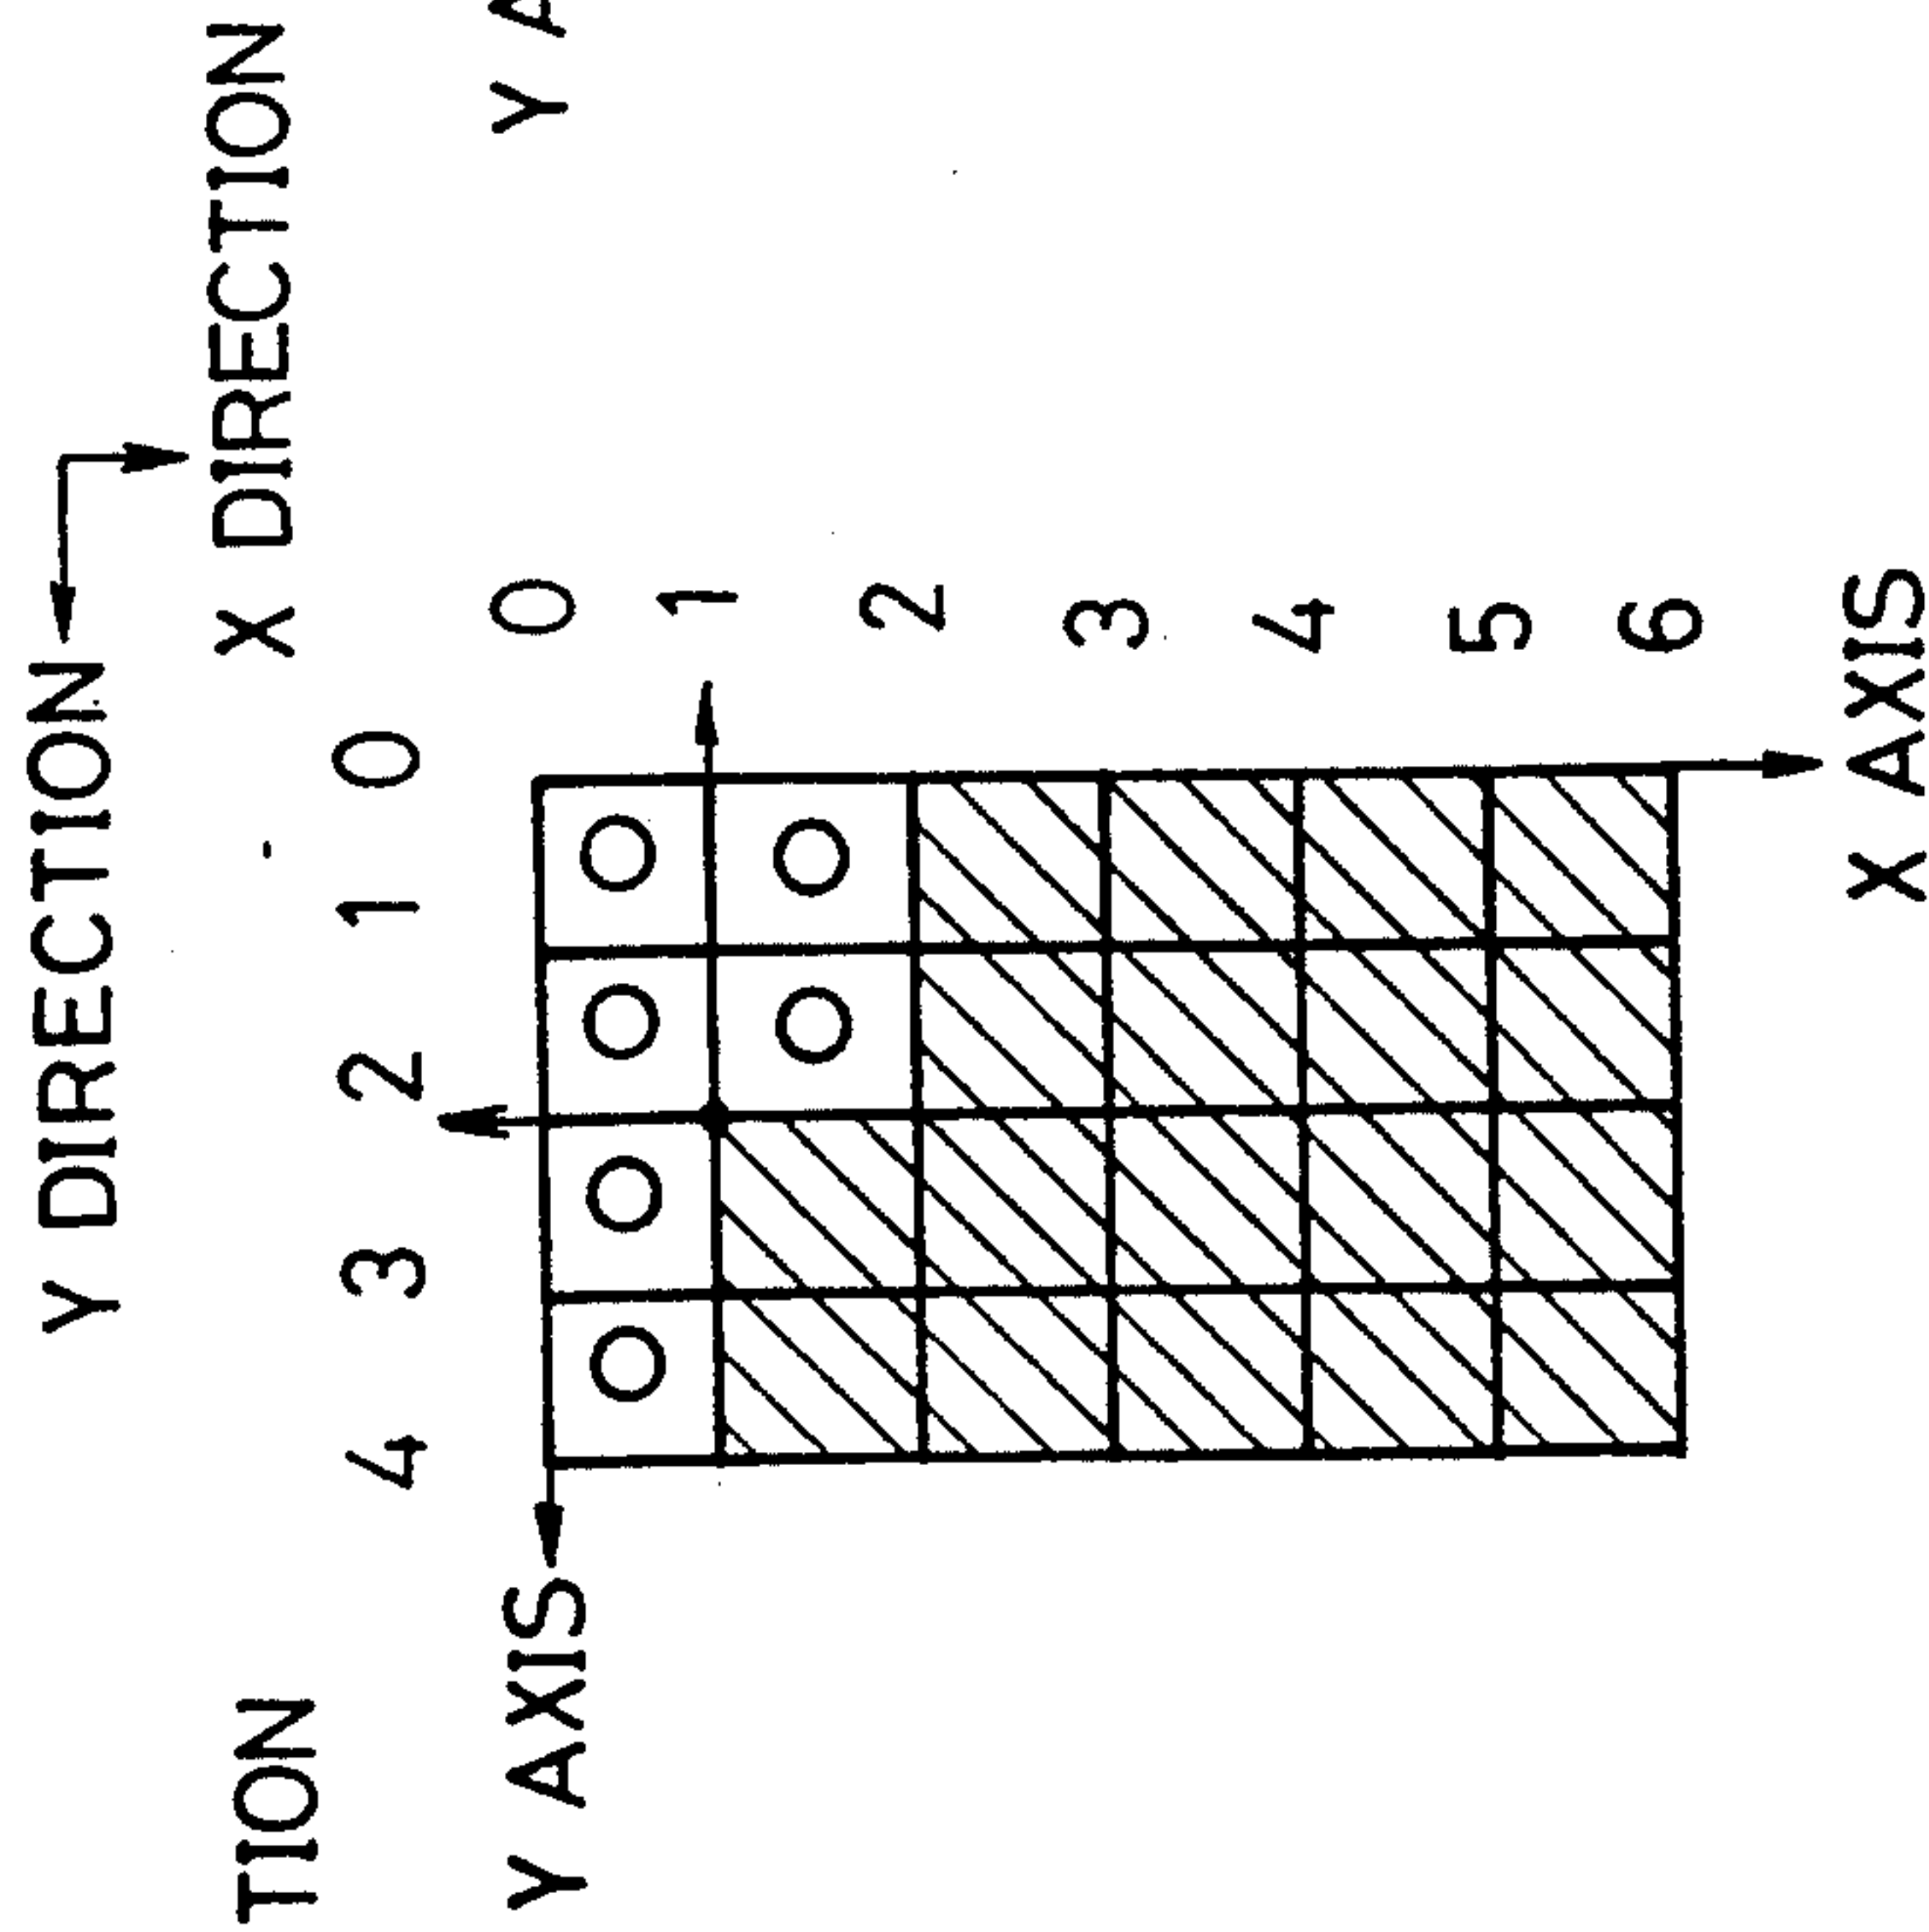 Y DIRECTION
X DIRECTION
TION
Y A
0 1 2 3 4
0 1 2 3 4 5 6
Y AXIS
X AXIS